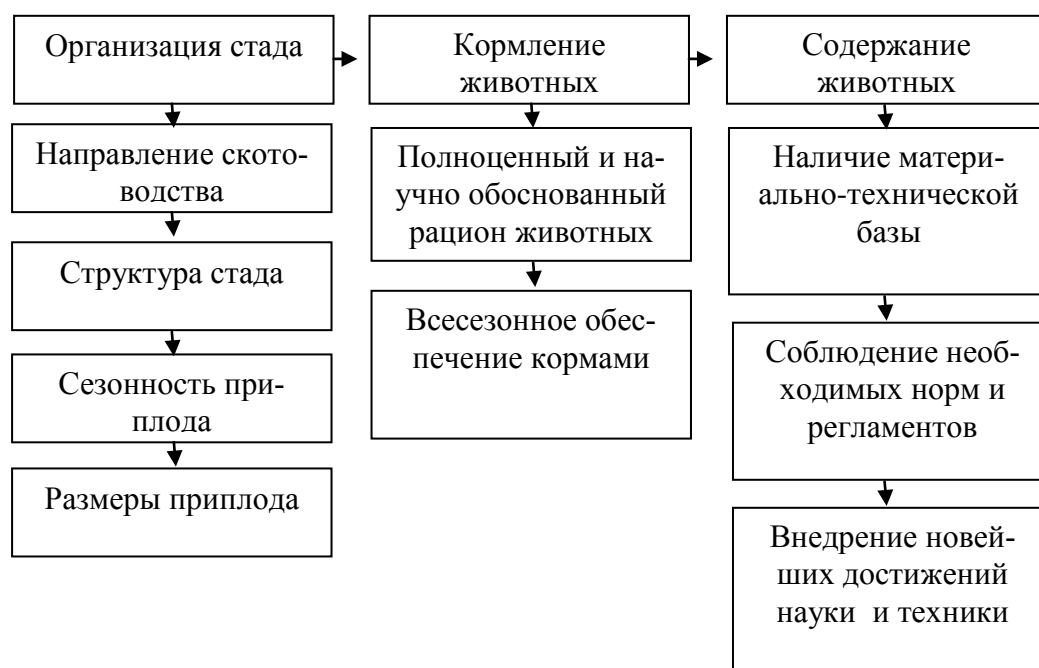 Организация стада
Направление ското-
водства
Структура стада
Сезонность при-
плода
Размеры приплода
Кормление
животных
Полноценный и на-
учно обоснованный
рацион животных
Всесезонное обес-
печение кормами
Содержание
животных
Наличие матери-
ально-технической
базы
Соблюдение необ-
ходимых норм и
регламентов
Внедрение новей-
ших достижений
науки  и техники